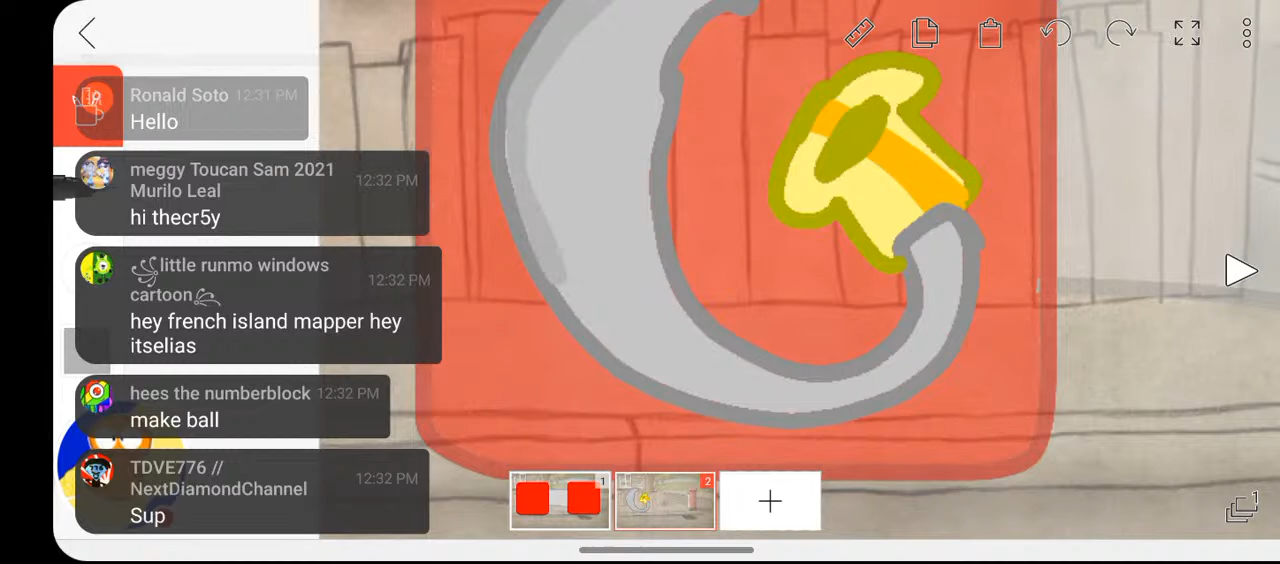 Ronald Soto 12:31 PM
Hello
meggy Toucan Sam 2021
Murilo Leal 12:32 PM
hi thecr5y
little runmo windows
cartoon 12:32 PM
hey french island mapper hey
itselias
hees the numberblock 12:32 PM
make ball
TDVE776 //
NextDiamondChannel 12:32 PM
Sup
1
2
1